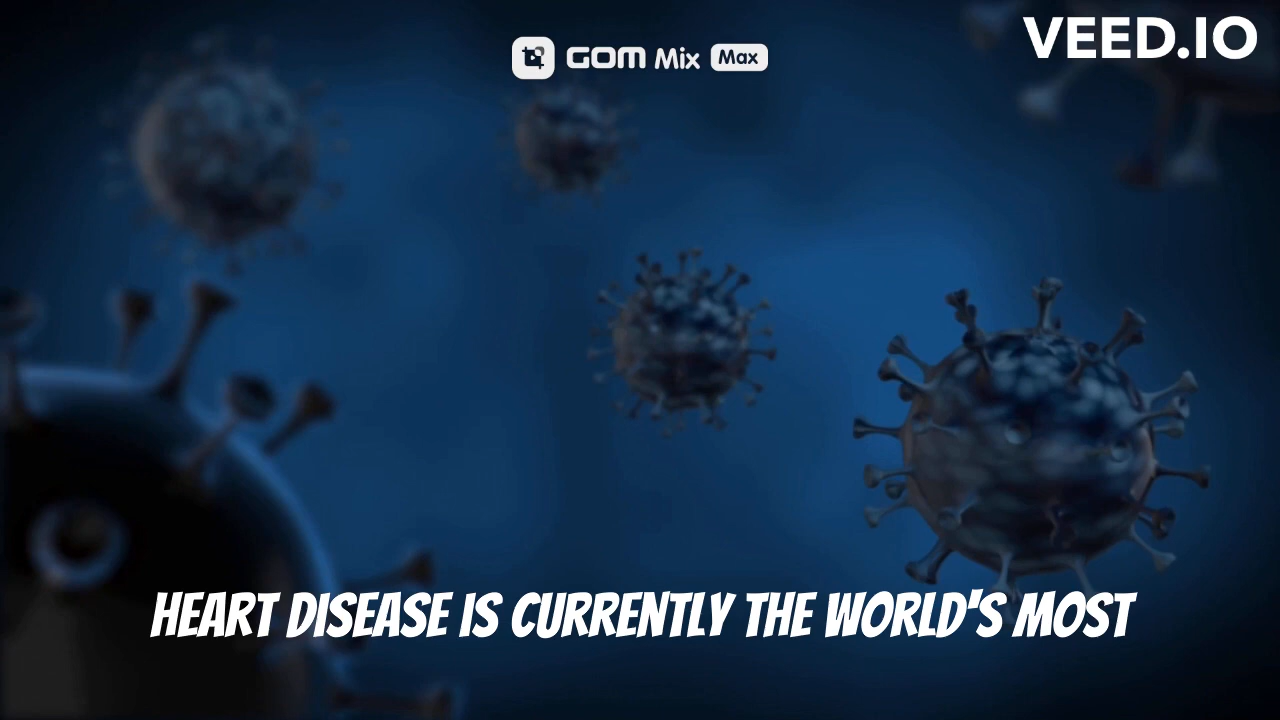 VEED.IO
GOM Mix Max
HEART DISEASE IS CURRENTLY THE WORLD'S MOST